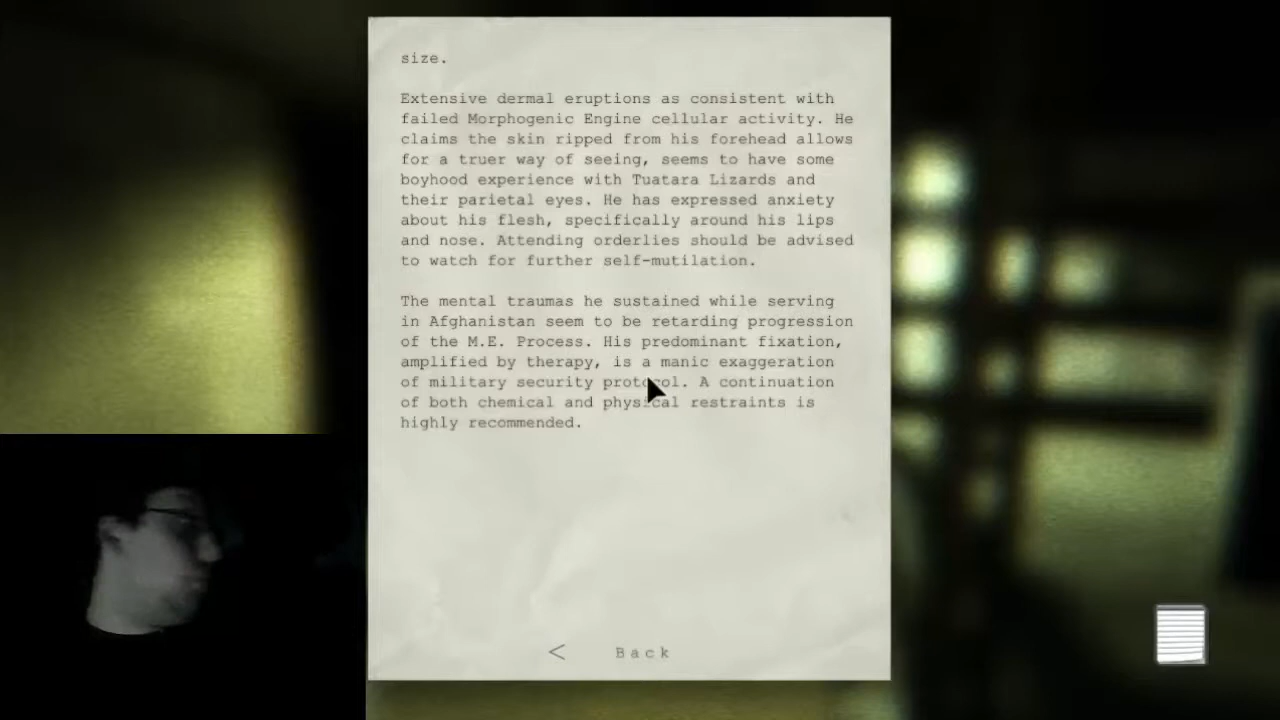 size.
Extensive dermal eruptions as consistent with
failed Morphogenic Engine cellular activity. He
claims the skin ripped from his forehead allows
for a truer way of seeing, seems to have some
boyhood experience with Tuatara Lizards and
their parietal eyes. He has expressed anxiety
about his flesh, specifically around his lips
and nose. Attending orderlies should be advised
to watch for further self-mutilation.
The mental traumas he sustained while serving
in Afghanistan seem to be retarding progression
of the M.E. Process. His predominant fixation,
amplified by therapy, is a manic exaggeration
of military security protocol. A continuation
of both chemical and physical restraints is
highly recommended.
< Back